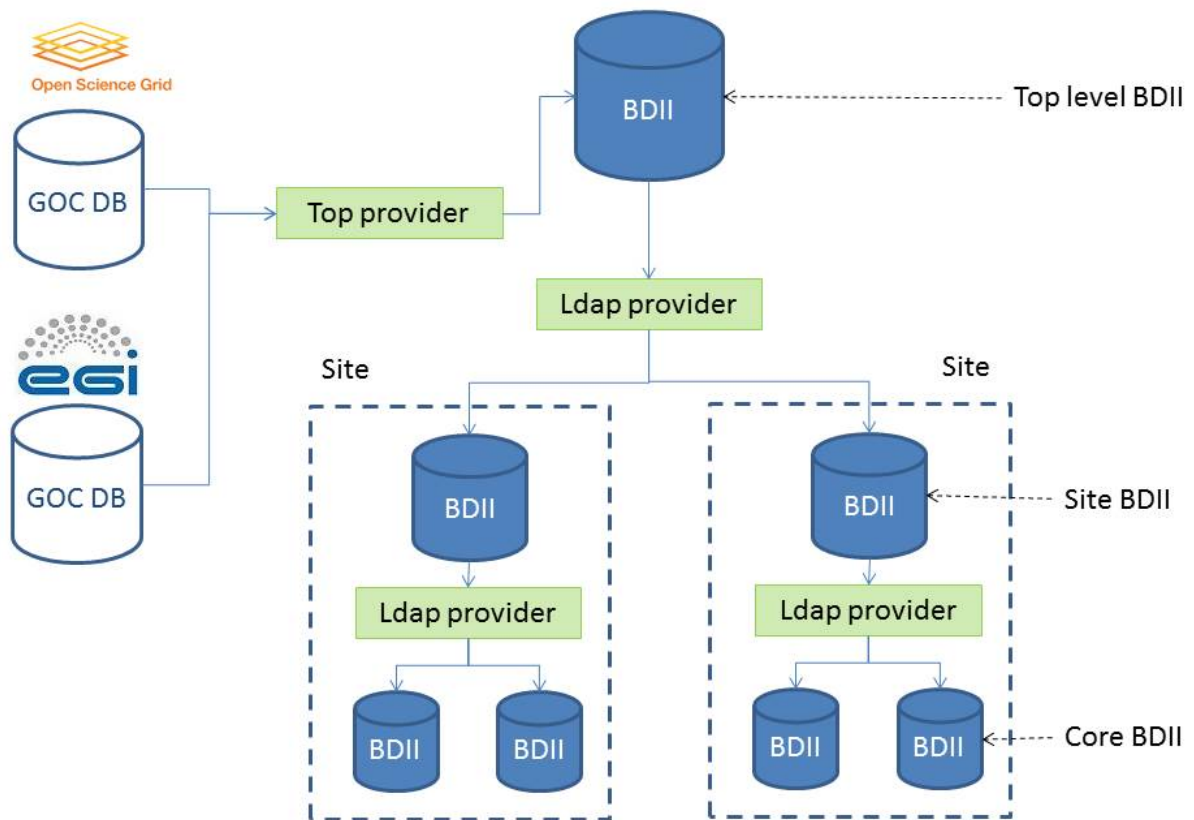 Open Science Grid
BDII
Top level BDII
GOC DB
Top provider
Ldap provider
egi
Site
Site
GOC DB
BDII
BDII
Site BDII
Ldap provider
Ldap provider
BDII
BDII
BDII
BDII
Core BDII